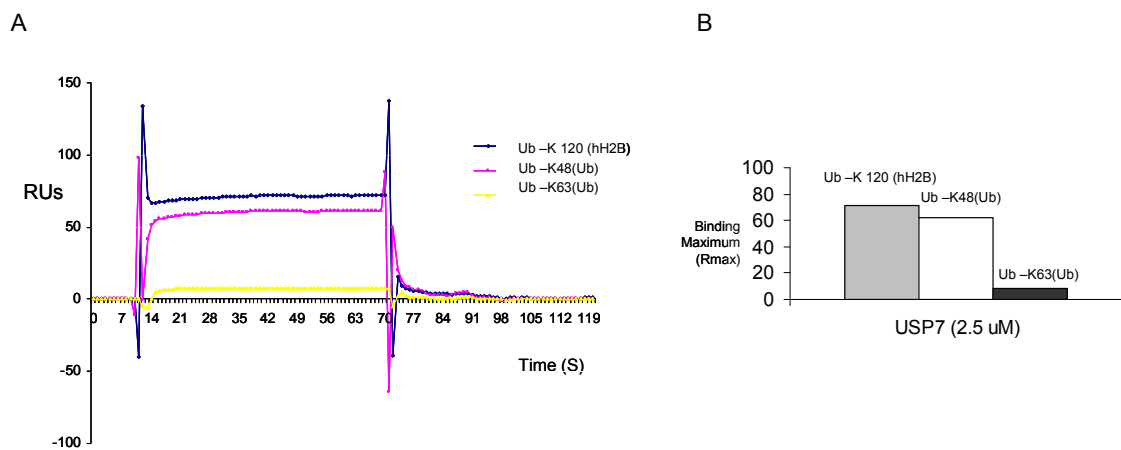 A
150
100
50
0
-50
-100
RUs
0 7 14 21 28 35 42 49 56 63 70 77 84 91 98 105 112 119
Time (S)
Ub –K 120 (hH2B)
Ub –K48(Ub)
Ub –K63(Ub)
B
100
80
60
40
20
0
Binding
Maximum
(Rmax)
Ub –K 120 (hH2B)
Ub –K48(Ub)
Ub –K63(Ub)
USP7 (2.5 uM)